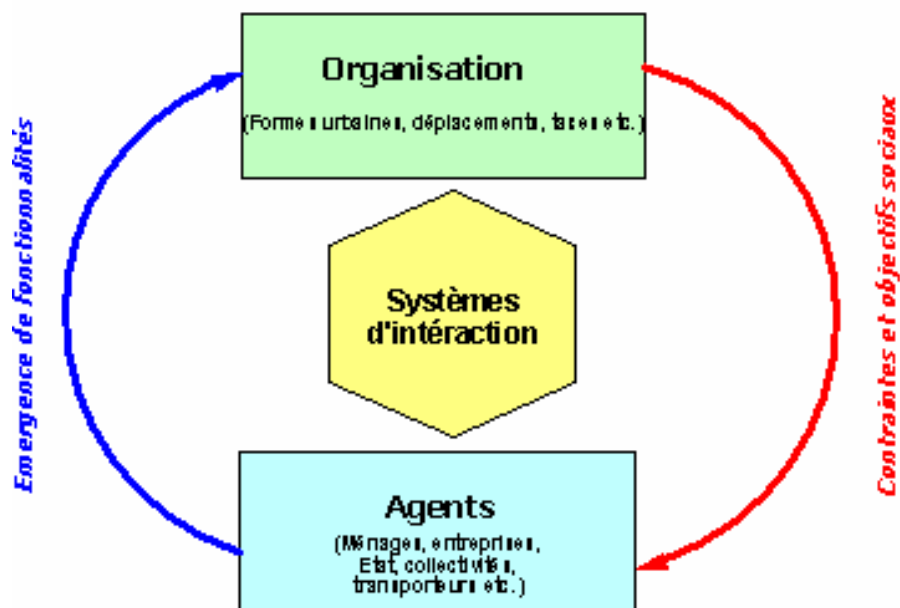 Organisation
(Formes urbaines, déplacements, taxes etc.)
Emergence de fonctionnalités
Contraintes et objectifs sociaux
Systèmes
d'intéraction
Agents
(Ménages, entreprises,
Etat, collectivités,
transporteurs etc.)